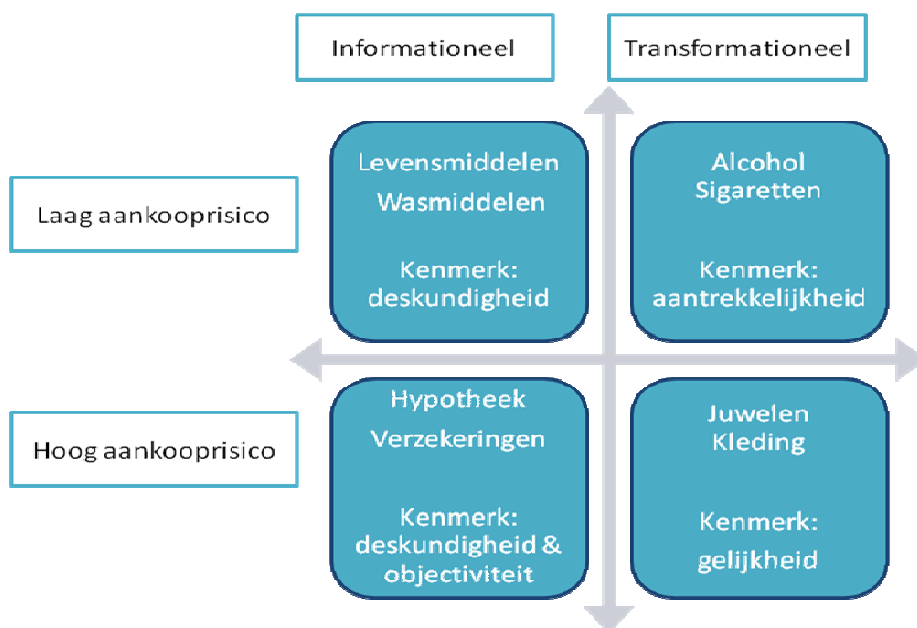 Informationeel
Transformationeel
Laag aankooprisico
Levensmiddelen
Wasmiddelen
Kenmerk:
deskundigheid
Alcohol
Sigaretten
Kenmerk:
aantrekkelijkheid
Hoog aankooprisico
Hypotheek
Verzekeringen
Kenmerk:
deskundigheid &
objectiviteit
Juwelen
Kleding
Kenmerk:
gelijkheid